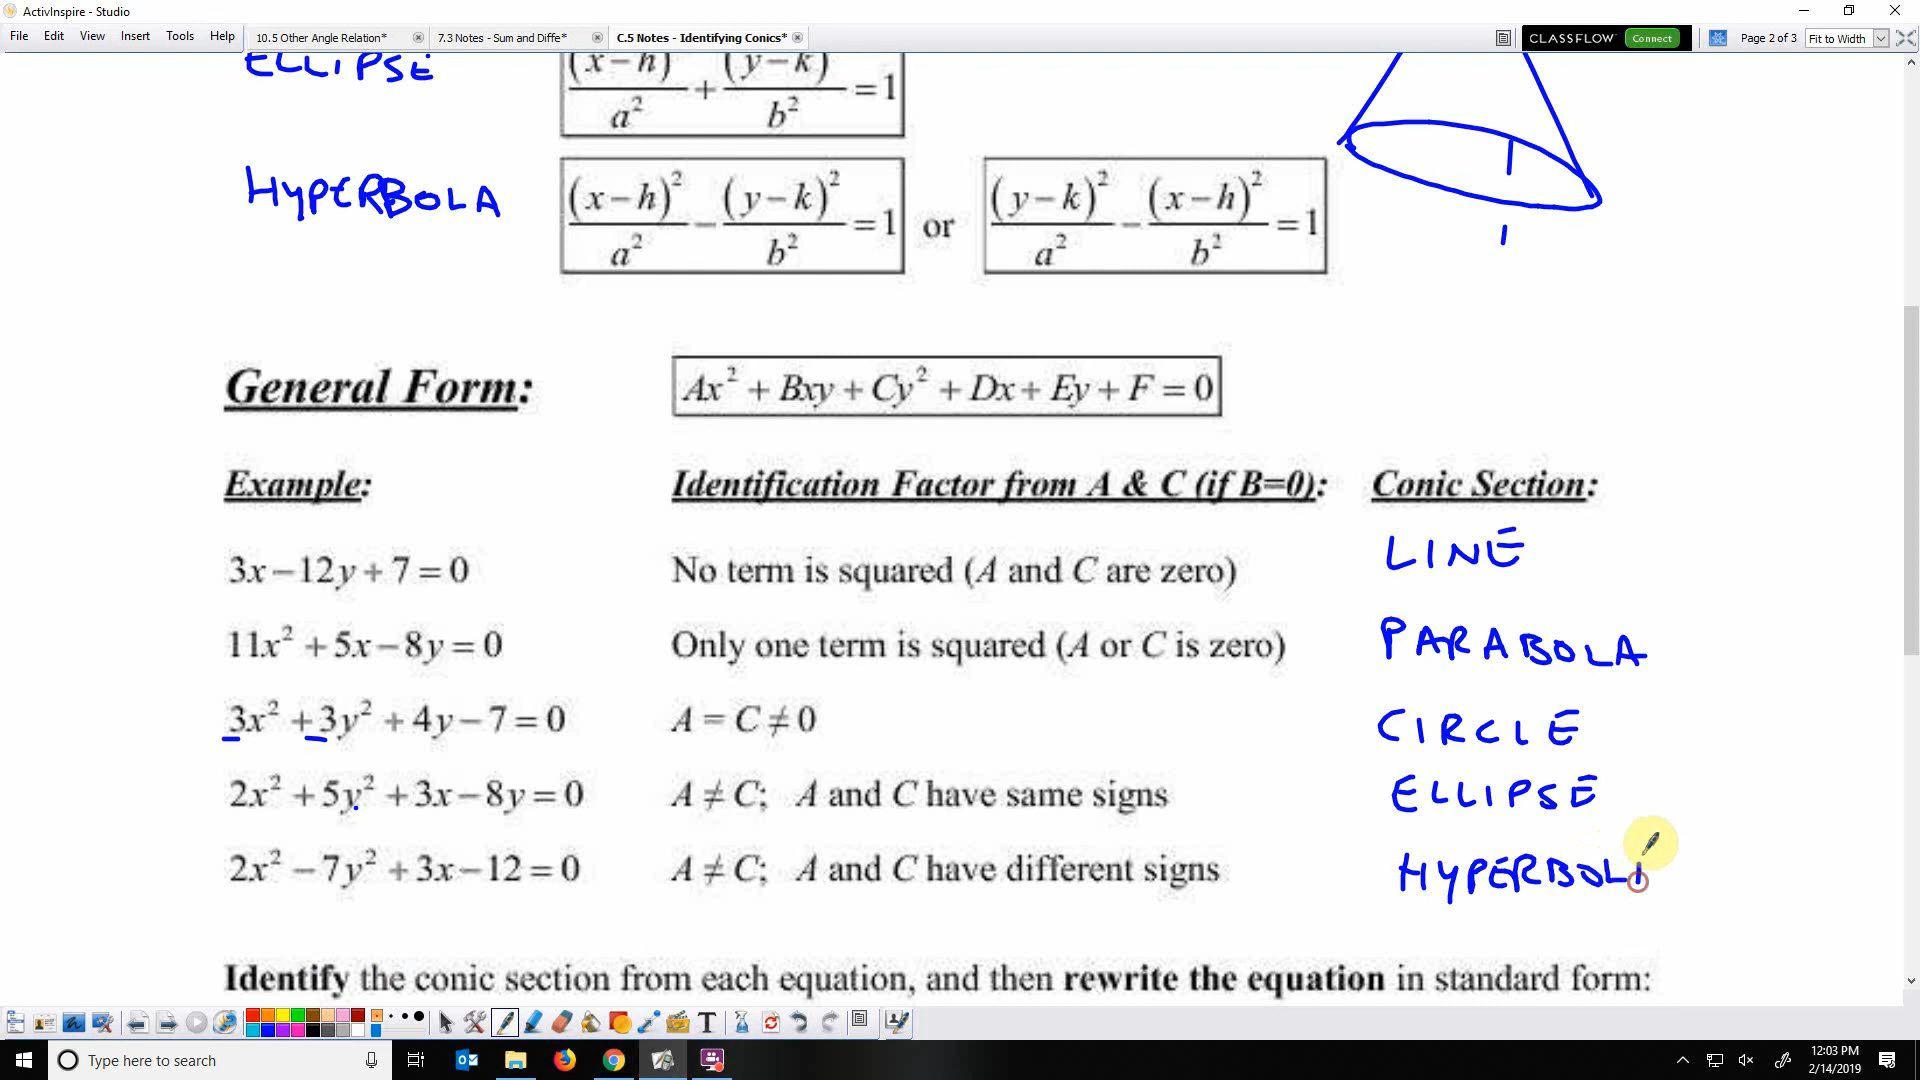 ActivInspire - Studio
File Edit View Insert Tools Help 10.5 Other Angle Relation* 7.3 Notes - Sum and Diffe* C.5 Notes - Identifying Conics* CLASSFLOW Connect Page 2 of 3 Fit to Width
ELLIPSE (x−h) / a² + (y−k) / b² = 1
HYPERBOLA (x−h)² / a² − (y−k)² / b² = 1 or (y−k)² / a² − (x−h)² / b² = 1
General Form: Ax² + Bxy + Cy² + Dx + Ey + F = 0
Example: Identification Factor from A & C (if B=0): Conic Section:
3x−12y+7=0 No term is squared (A and C are zero) LINE
11x² +5x−8y=0 Only one term is squared (A or C is zero) PARABOLA
3x² +3y² +4y−7=0 A = C ≠ 0 CIRCLE
2x² +5y² +3x−8y=0 A ≠ C; A and C have same signs ELLIPSE
2x² −7y² +3x−12=0 A ≠ C; A and C have different signs HYPERBOL
Identify the conic section from each equation, and then rewrite the equation in standard form:
Type here to search
12:03 PM
2/14/2019